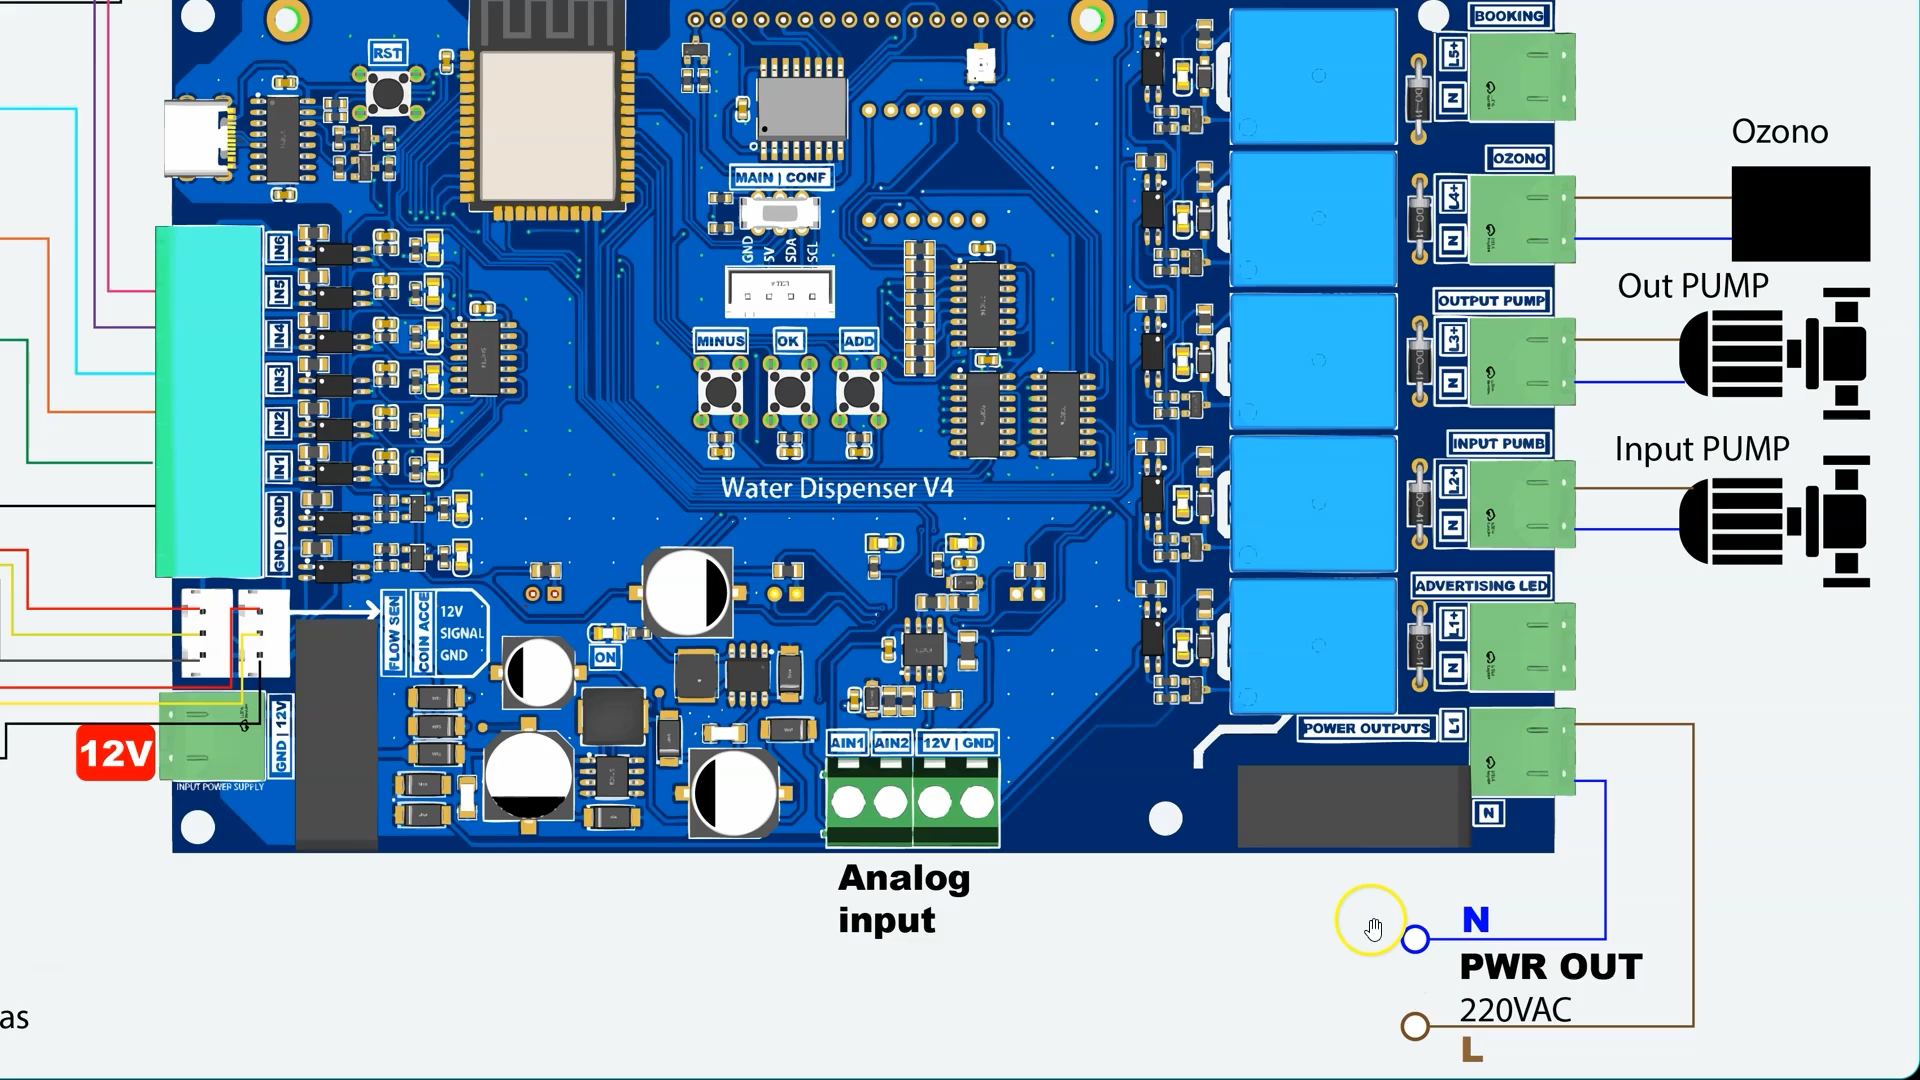 BOOKING
L5+
N
RST
Ozono
OZONO
L4+
N
MAIN | CONF
GND
5V
SDA
SCL
IN6
IN5
IN4
IN3
IN2
IN1
GND | GND
Out PUMP
OUTPUT PUMP
L3+
N
MINUS
OK
ADD
Input PUMP
INPUT PUMB
L2+
N
Water Dispenser V4
ADVERTISING LED
L1+
N
FLOW SEN
COIN ACCE
12V
SIGNAL
GND
ON
12V
GND | 12V
INPUT POWER SUPPLY
AIN1
AIN2
12V | GND
POWER OUTPUTS
L1
N
Analog
input
N
PWR OUT
220VAC
L
as